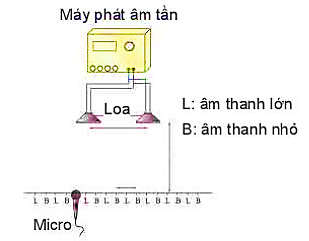 Máy phát âm tần
Loa
L: âm thanh lớn
B: âm thanh nhỏ
L B L B L B L B L B L B L B L B L B
Micro